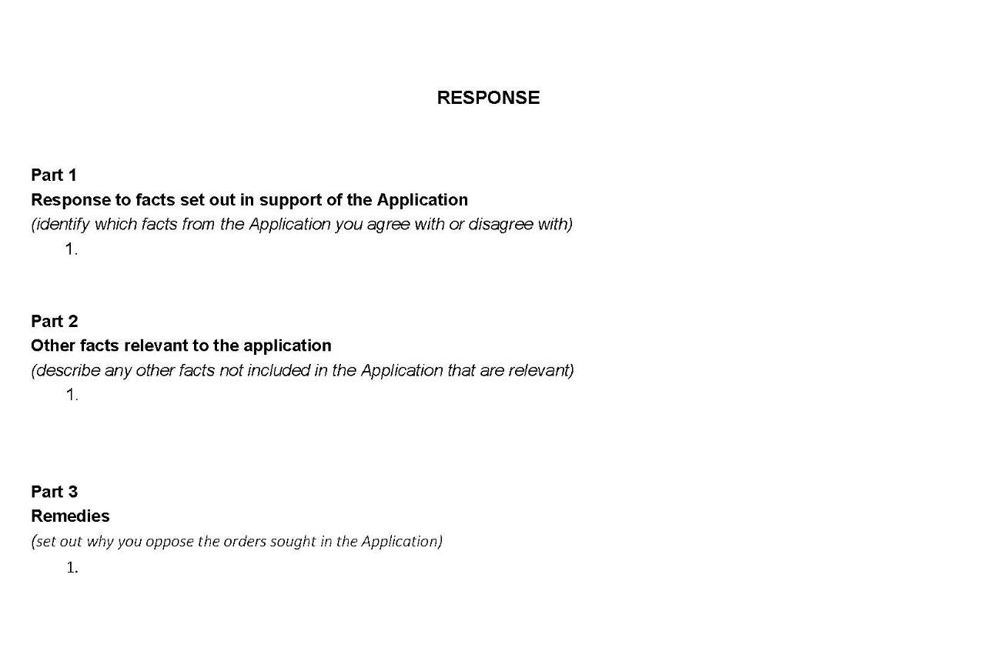 RESPONSE
Part 1
Response to facts set out in support of the Application
(identify which facts from the Application you agree with or disagree with)
1.
Part 2
Other facts relevant to the application
(describe any other facts not included in the Application that are relevant)
1.
Part 3
Remedies
(set out why you oppose the orders sought in the Application)
1.